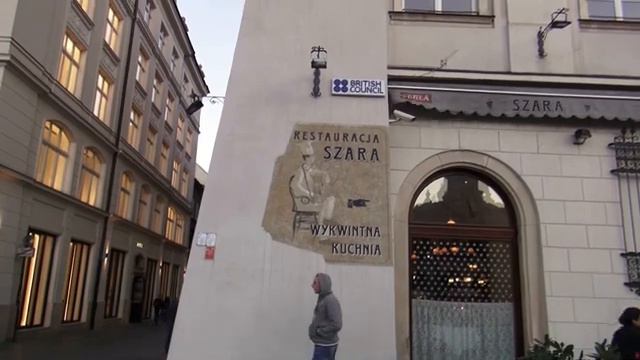 BRITISH
COUNCIL
SZARA
RESTAURACJA
SZARA
WYKWINTNA
KUCHNIA